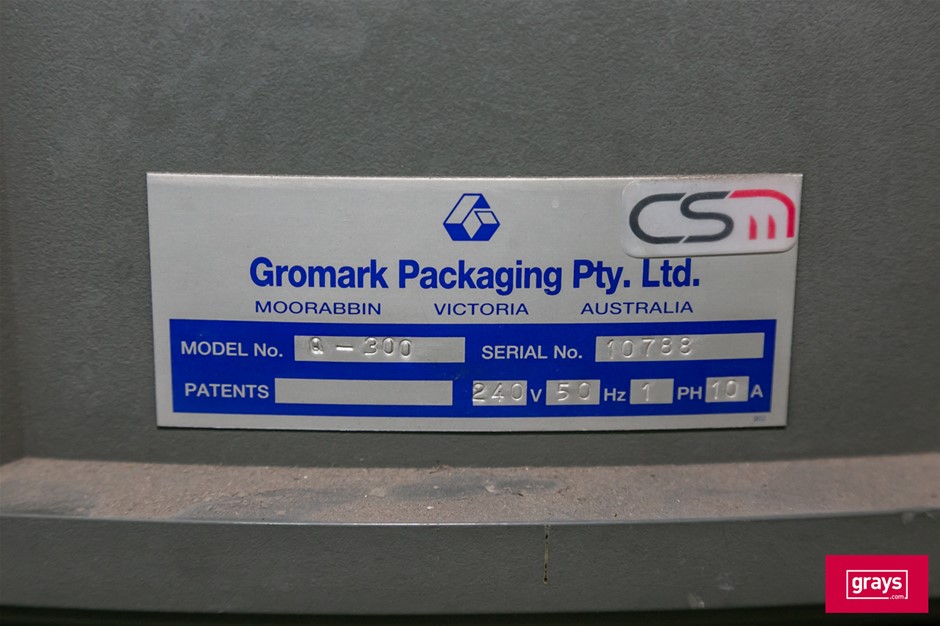 CSM
Gromark Packaging Pty. Ltd.
MOORABBIN VICTORIA AUSTRALIA
MODEL No. Q-300 SERIAL No. 10788
PATENTS 240 V 50 Hz 1 PH 10 A
grays
.com